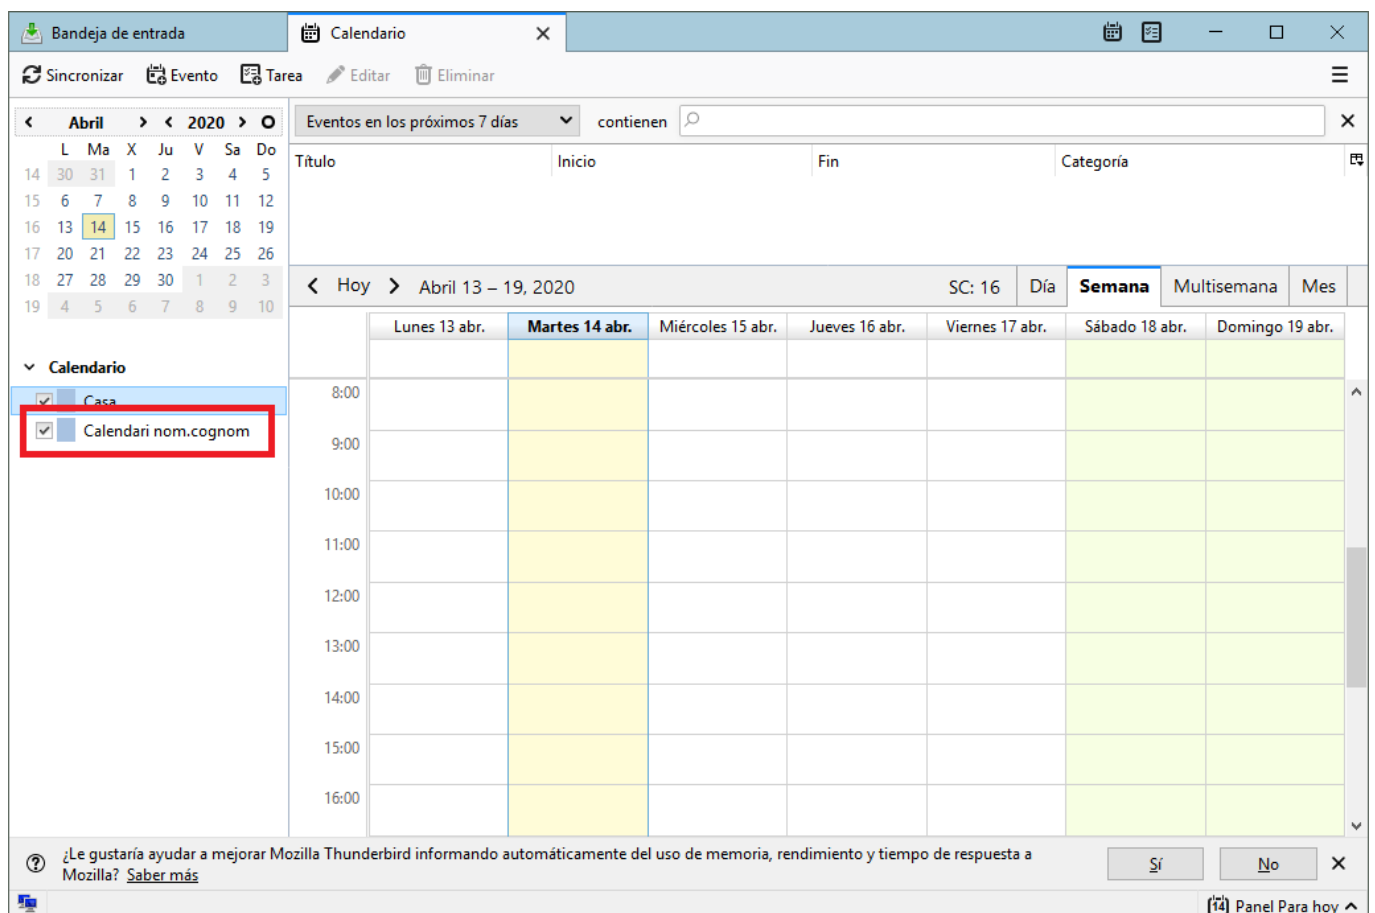 Bandeja de entrada
Calendario
Sincronizar Evento Tarea Editar Eliminar
Abril 2020
L Ma X Ju V Sa Do
14 30 31 1 2 3 4 5
15 6 7 8 9 10 11 12
16 13 14 15 16 17 18 19
17 20 21 22 23 24 25 26
18 27 28 29 30 1 2 3
19 4 5 6 7 8 9 10
Calendario
Casa
Calendari nom.cognom
Eventos en los próximos 7 días contienen
Título Inicio Fin Categoría
Hoy Abril 13 – 19, 2020 SC: 16 Día Semana Multisemana Mes
Lunes 13 abr. Martes 14 abr. Miércoles 15 abr. Jueves 16 abr. Viernes 17 abr. Sábado 18 abr. Domingo 19 abr.
8:00
9:00
10:00
11:00
12:00
13:00
14:00
15:00
16:00
¿Le gustaría ayudar a mejorar Mozilla Thunderbird informando automáticamente del uso de memoria, rendimiento y tiempo de respuesta a
Mozilla? Saber más
Sí No
14 Panel Para hoy